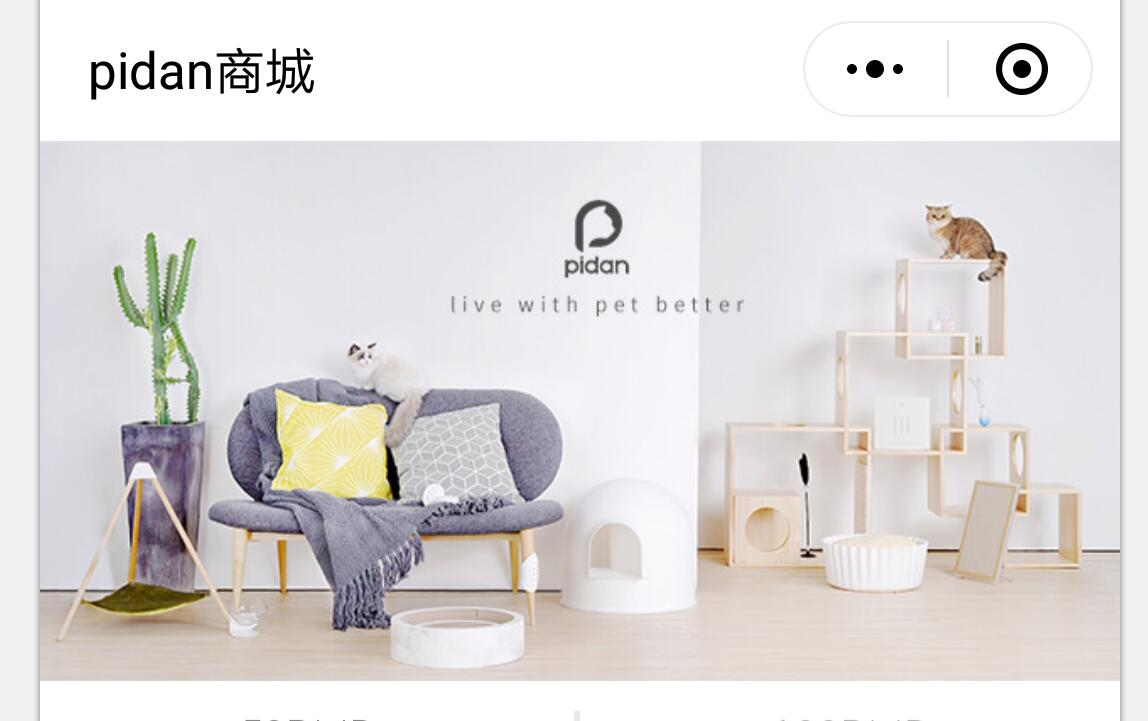 pidan商城
pidan
live with pet better